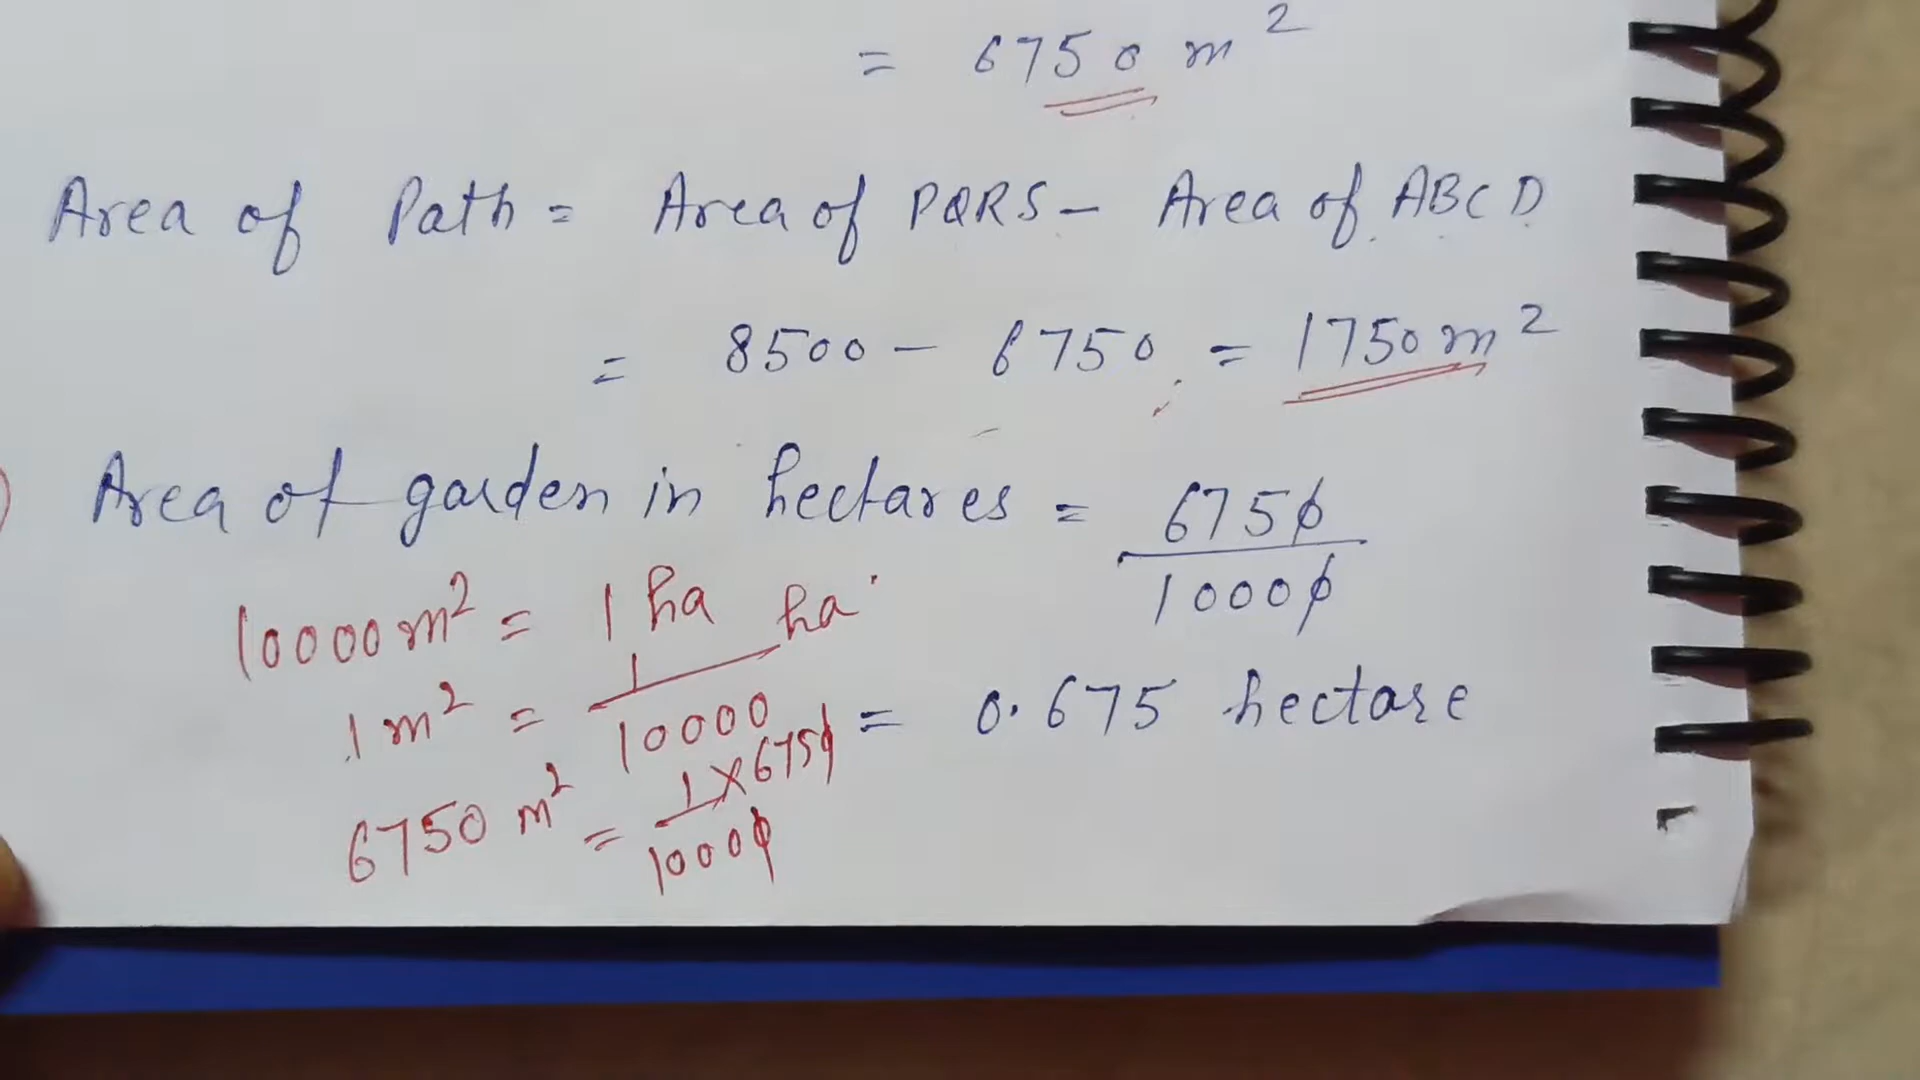 = 6750 m²
Area of Path = Area of PQRS - Area of ABCD
= 8500 - 6750 = 1750 m²
Area of garden in hectares = 6750/10000
10000 m² = 1 ha
1 m² = 1/10000 ha
= 0.675 hectare
6750 m² = 1×6750/10000